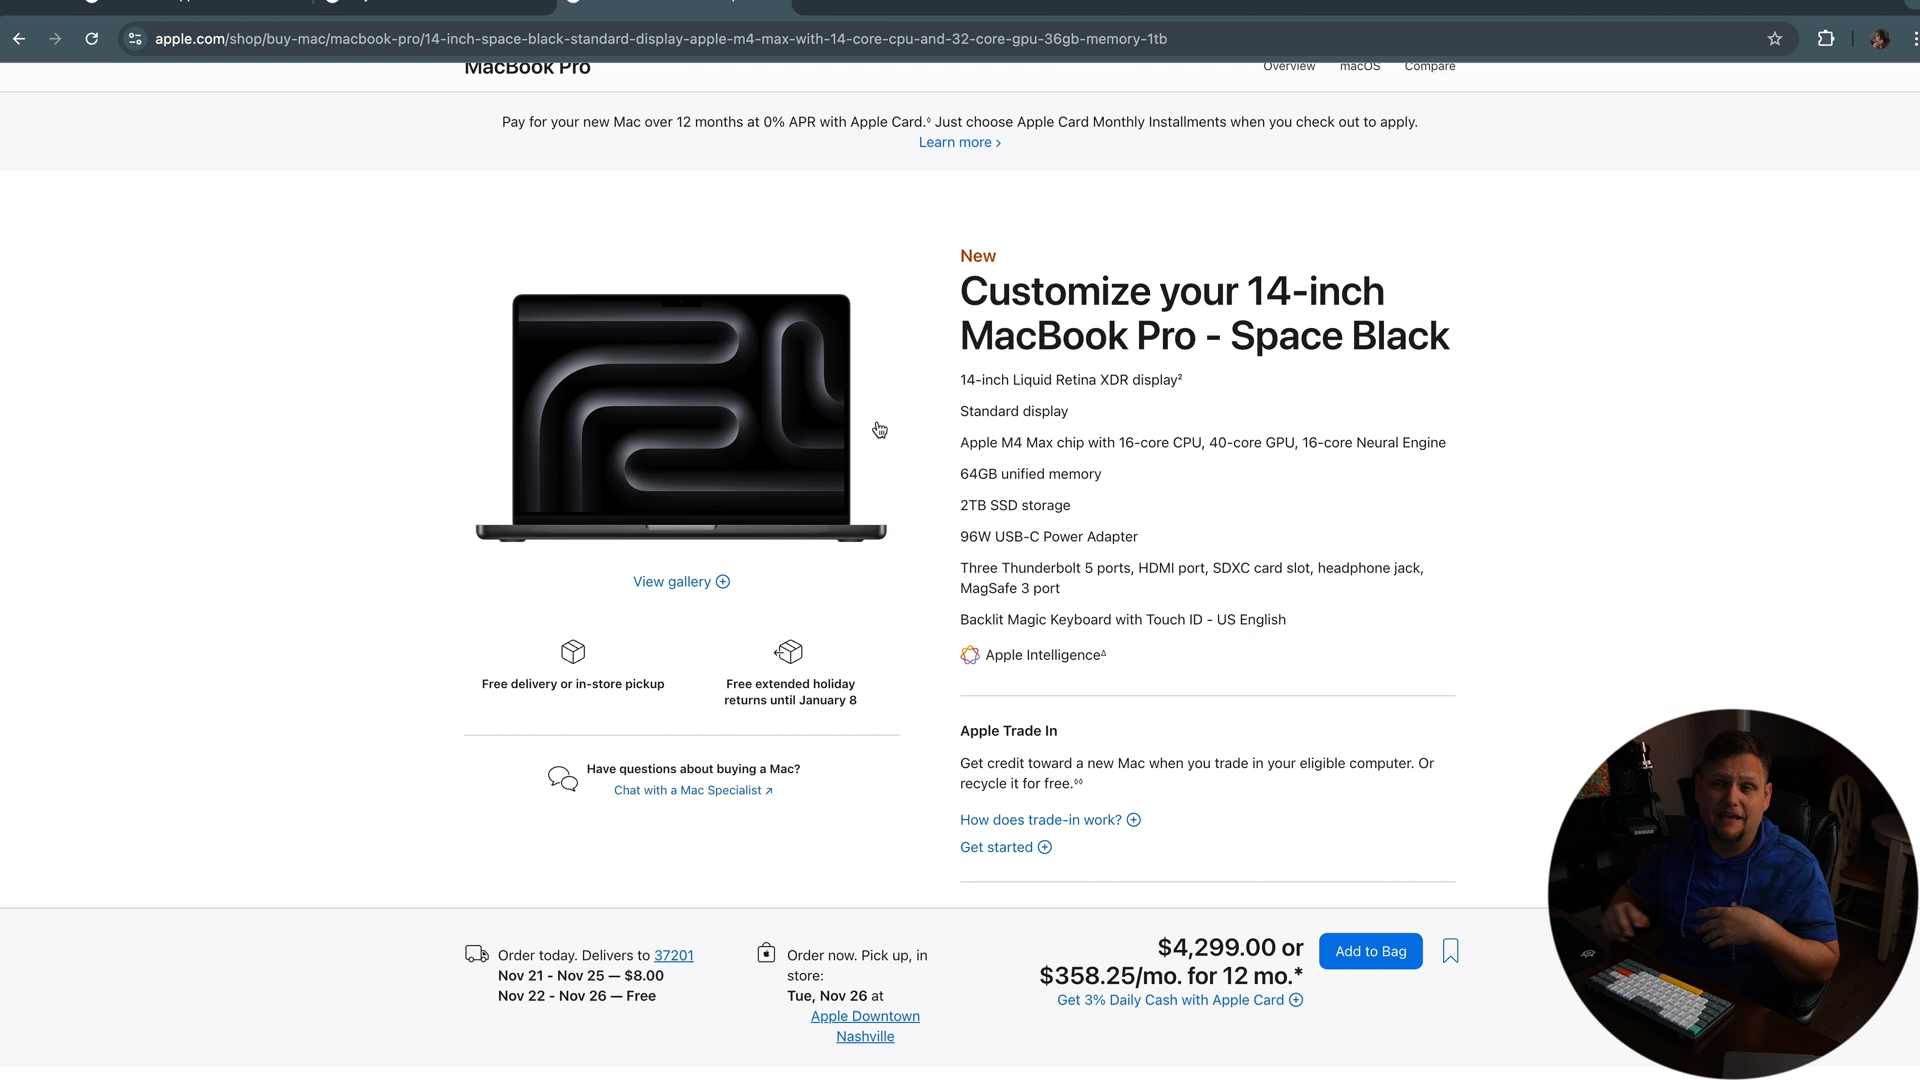 apple.com/shop/buy-mac/macbook-pro/14-inch-space-black-standard-display-apple-m4-max-with-14-core-cpu-and-32-core-gpu-36gb-memory-1tb
MacBook Pro
Overview
macOS
Compare
Pay for your new Mac over 12 months at 0% APR with Apple Card.◊ Just choose Apple Card Monthly Installments when you check out to apply.
Learn more >
New
Customize your 14-inch
MacBook Pro - Space Black
14-inch Liquid Retina XDR display²
Standard display
Apple M4 Max chip with 16-core CPU, 40-core GPU, 16-core Neural Engine
64GB unified memory
2TB SSD storage
96W USB-C Power Adapter
Three Thunderbolt 5 ports, HDMI port, SDXC card slot, headphone jack,
MagSafe 3 port
Backlit Magic Keyboard with Touch ID - US English
Apple IntelligenceΔ
View gallery
Free delivery or in-store pickup
Free extended holiday
returns until January 8
Have questions about buying a Mac?
Chat with a Mac Specialist ↗
Apple Trade In
Get credit toward a new Mac when you trade in your eligible computer. Or
recycle it for free.◊◊
How does trade-in work?
Get started
Order today. Delivers to 37201
Nov 21 - Nov 25 — $8.00
Nov 22 - Nov 26 — Free
Order now. Pick up, in
store:
Tue, Nov 26 at
Apple Downtown
Nashville
$4,299.00 or
$358.25/mo. for 12 mo.*
Get 3% Daily Cash with Apple Card
Add to Bag
SHURE